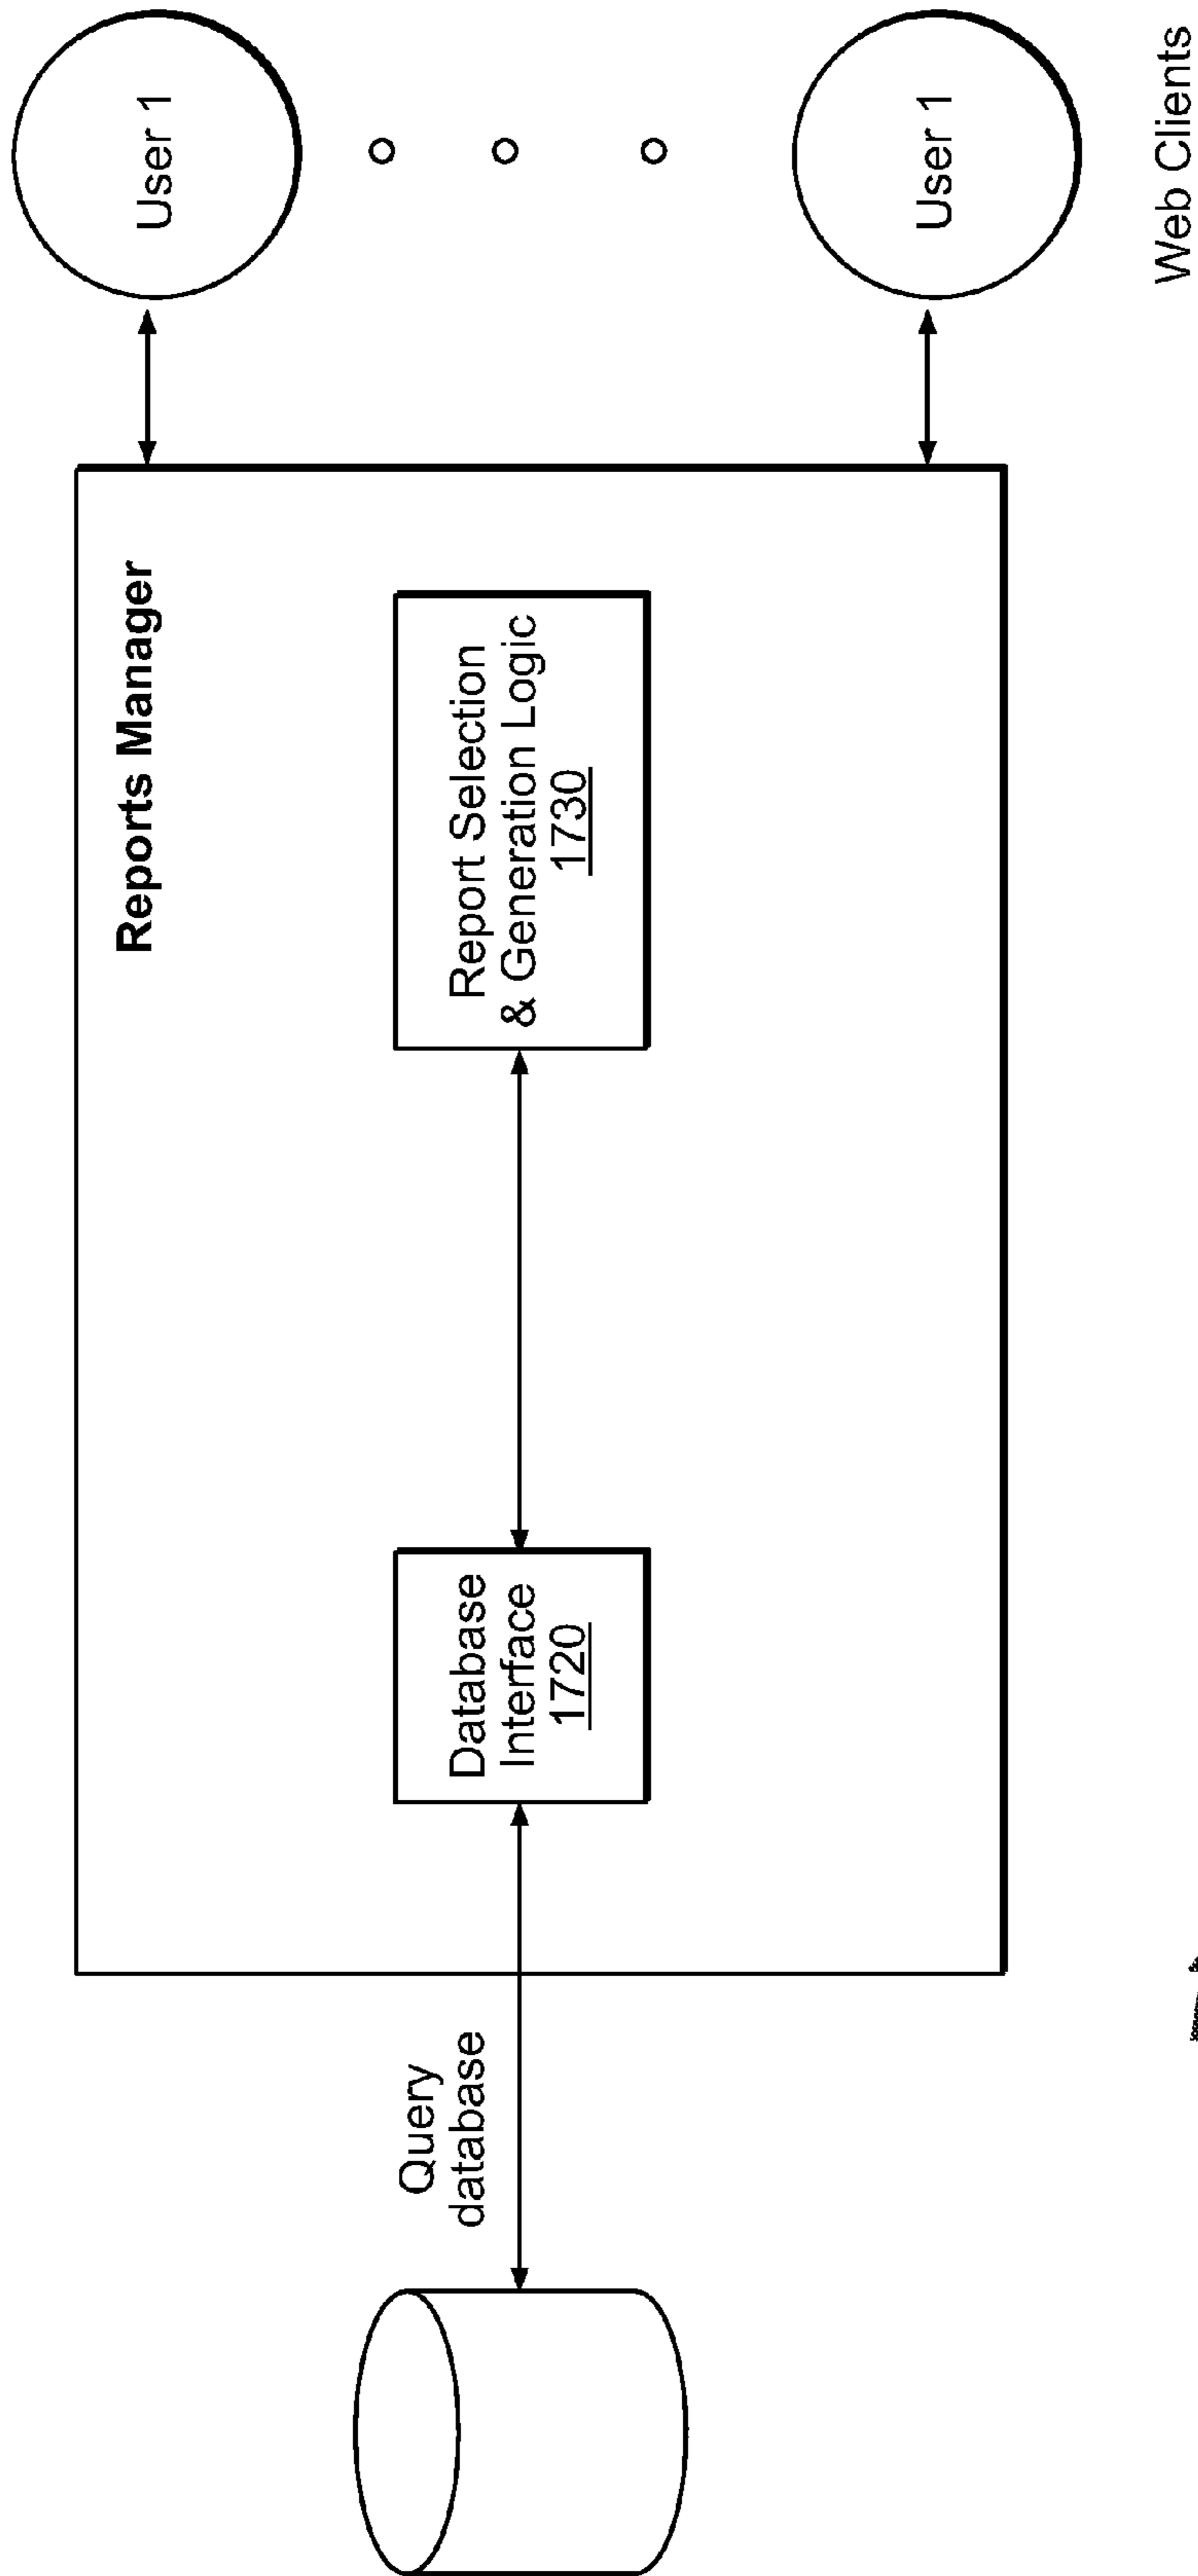 Query
database
Reports Manager
Database
Interface
1720
Report Selection
& Generation Logic
1730
User 1
User 1
Web Clients